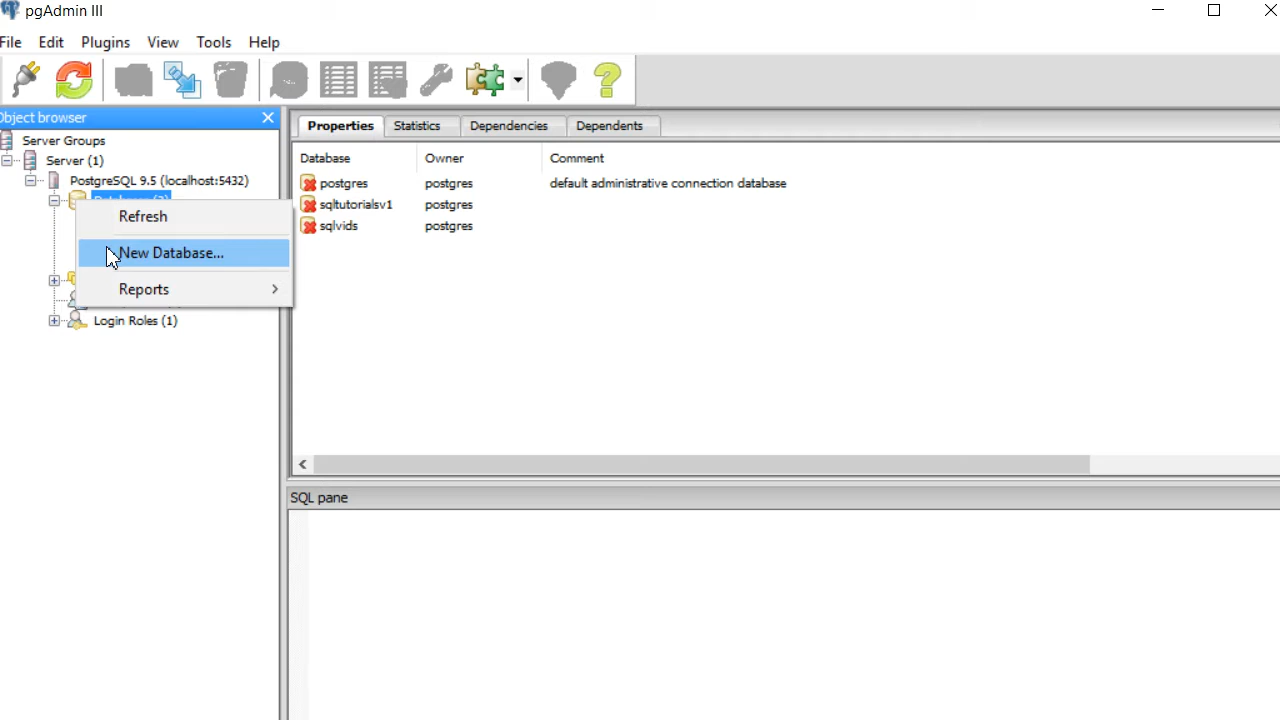 pgAdmin III
File Edit Plugins View Tools Help
Object browser
Server Groups
Server (1)
PostgreSQL 9.5 (localhost:5432)
Refresh
New Database...
Reports
Login Roles (1)
Properties Statistics Dependencies Dependents
Database Owner Comment
postgres postgres default administrative connection database
sqltutorialsv1 postgres
sqlvids postgres
SQL pane